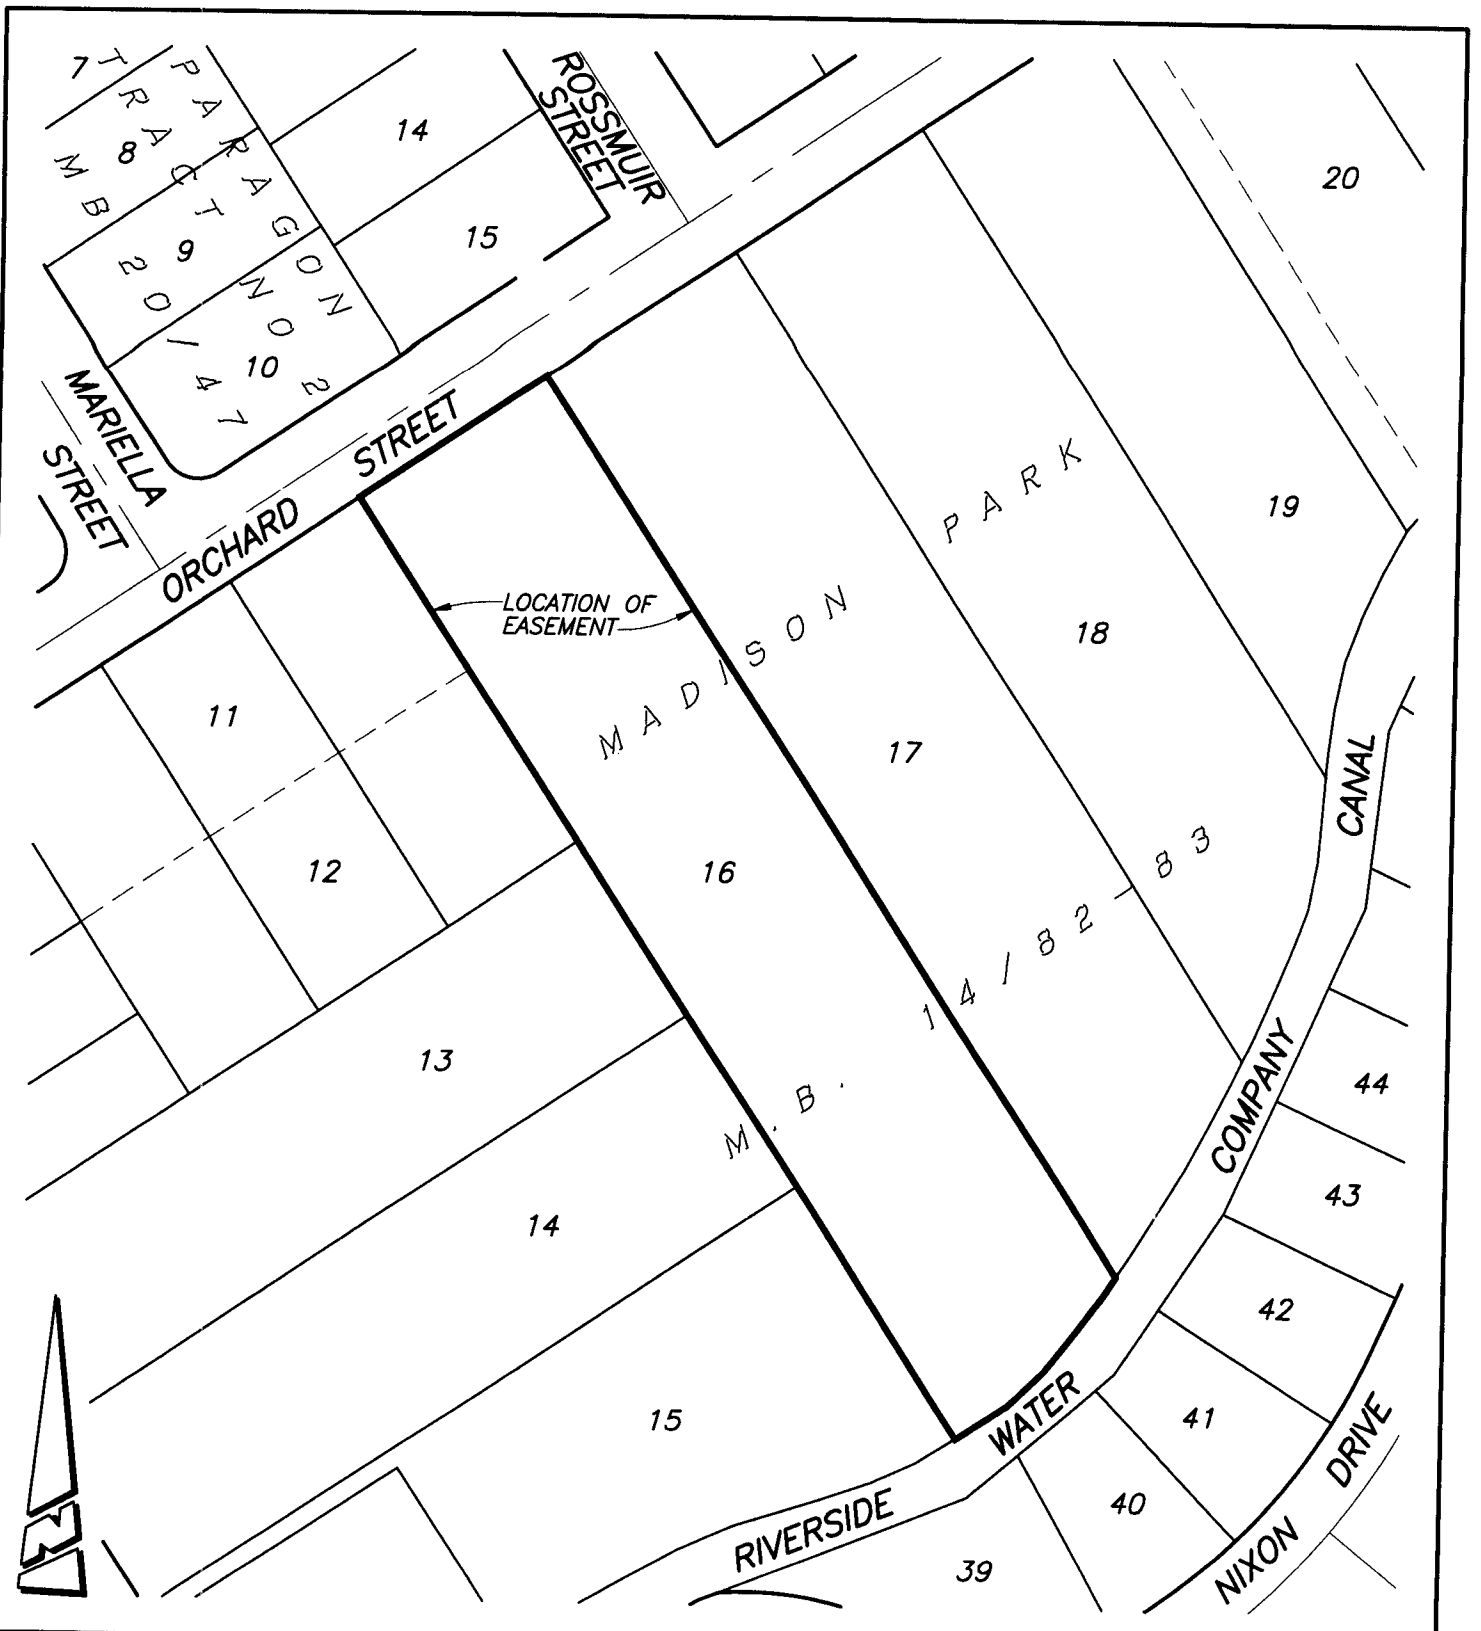 7
8
9
10
PARAGON
TRACT NO 2
MB 20/47
14
15
ROSSMUIR
STREET
20
MARIELLA
STREET
ORCHARD STREET
LOCATION OF
EASEMENT
MADISON PARK
M.B. 14/82-83
19
18
17
16
11
12
13
14
15
RIVERSIDE WATER COMPANY CANAL
44
43
42
41
40
39
NIXON DRIVE
N